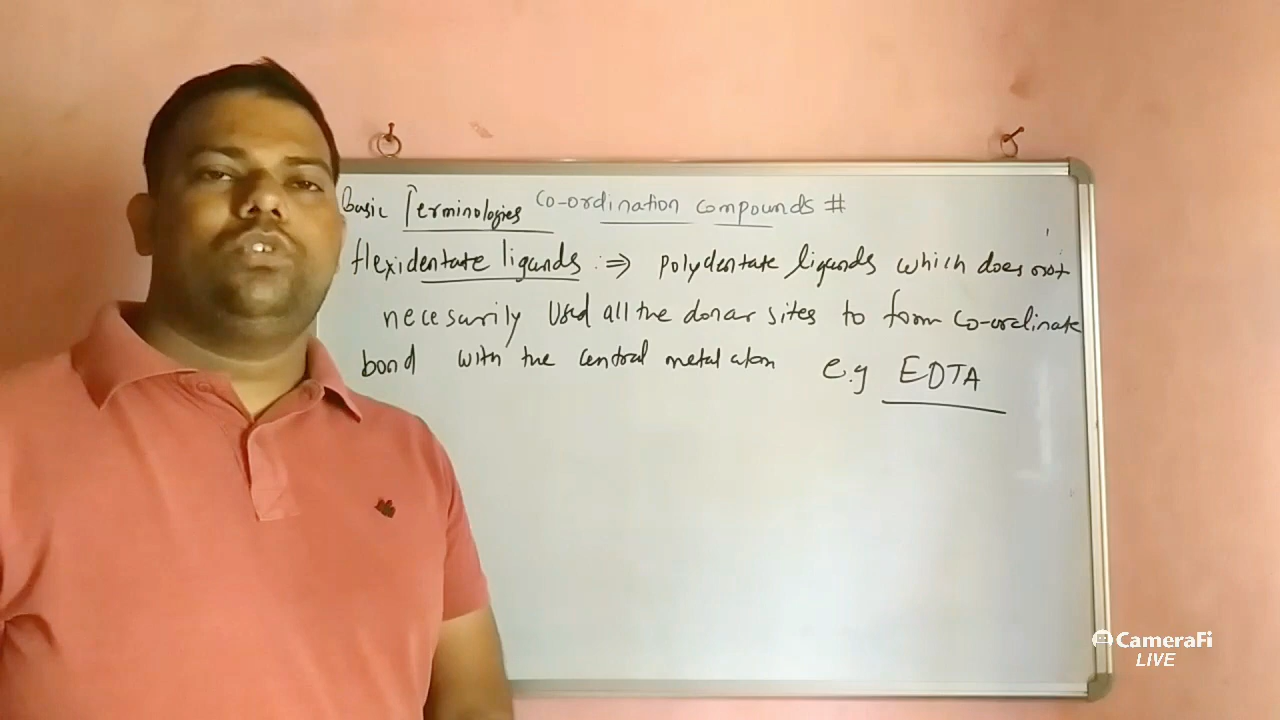 basic Terminologies Co-ordination compounds #
flexidentate ligands :⇒ polydentate ligands which does not
necesarily Used all the donar sites to form co-ordinate
bond with the central metal atom e.g EDTA
CameraFi
LIVE